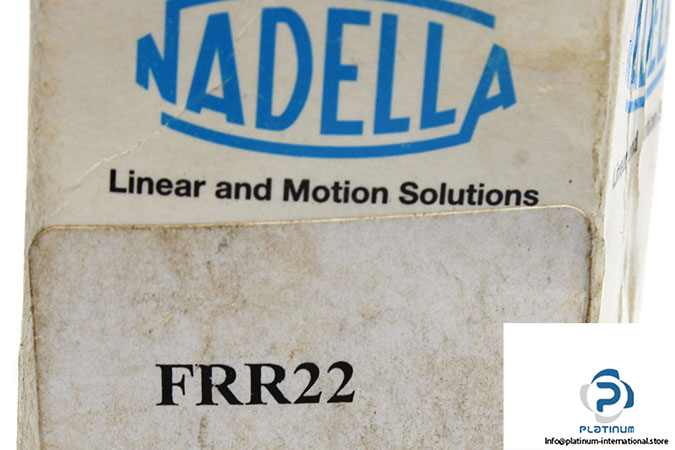 NADELLA
Linear and Motion Solutions
FRR22
PLATINUM
Info@platinum-international.store